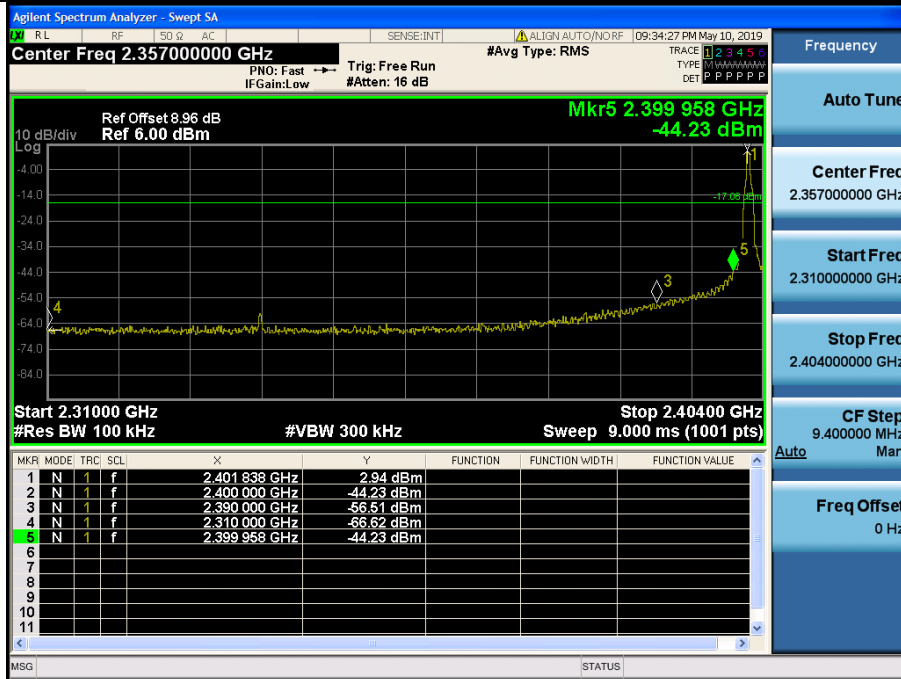 Agilent Spectrum Analyzer - Swept SA
LXI RL RF 50 Ω AC SENSE:INT ALIGN AUTO/NO RF 09:34:27 PM May 10, 2019
Center Freq 2.357000000 GHz
#Avg Type: RMS
TRACE 1 2 3 4 5 6
PNO: Fast
Trig: Free Run
TYPE M W W W W W
IFGain:Low
#Atten: 16 dB
DET P P P P P P
Mkr5 2.399 958 GHz
-44.23 dBm
Ref Offset 8.96 dB
10 dB/div Ref 6.00 dBm
Log
1
-4.00
-14.0
-17.06 dBm
-24.0
-34.0
5
-44.0
3
-54.0
4
-64.0
-74.0
-84.0
Start 2.31000 GHz Stop 2.40400 GHz
#Res BW 100 kHz #VBW 300 kHz Sweep 9.000 ms (1001 pts)
MKR MODE TRC SCL X Y FUNCTION FUNCTION WIDTH FUNCTION VALUE
1 N 1 f 2.401 838 GHz 2.94 dBm
2 N 1 f 2.400 000 GHz -44.23 dBm
3 N 1 f 2.390 000 GHz -56.51 dBm
4 N 1 f 2.310 000 GHz -66.62 dBm
5 N 1 f 2.399 958 GHz -44.23 dBm
6
7
8
9
10
11
MSG STATUS
Frequency
Auto Tune
Center Freq
2.357000000 GHz
Start Freq
2.310000000 GHz
Stop Freq
2.404000000 GHz
CF Step
9.400000 MHz
Auto Man
Freq Offset
0 Hz